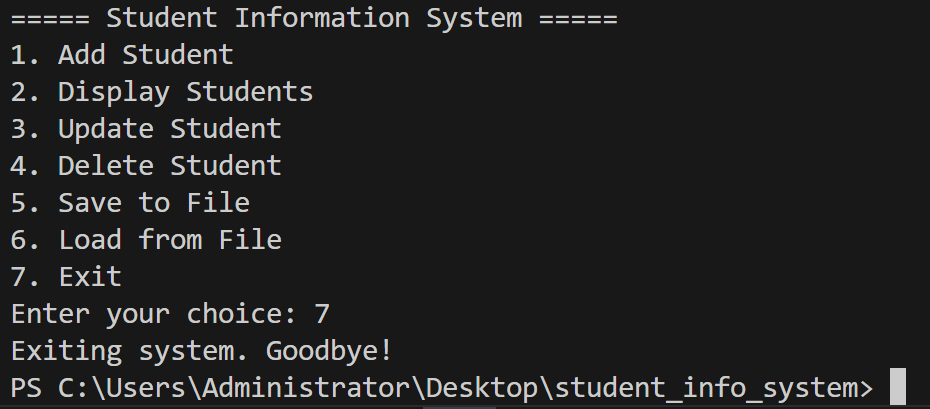 ===== Student Information System =====
1. Add Student
2. Display Students
3. Update Student
4. Delete Student
5. Save to File
6. Load from File
7. Exit
Enter your choice: 7
Exiting system. Goodbye!
PS C:\Users\Administrator\Desktop\student_info_system>